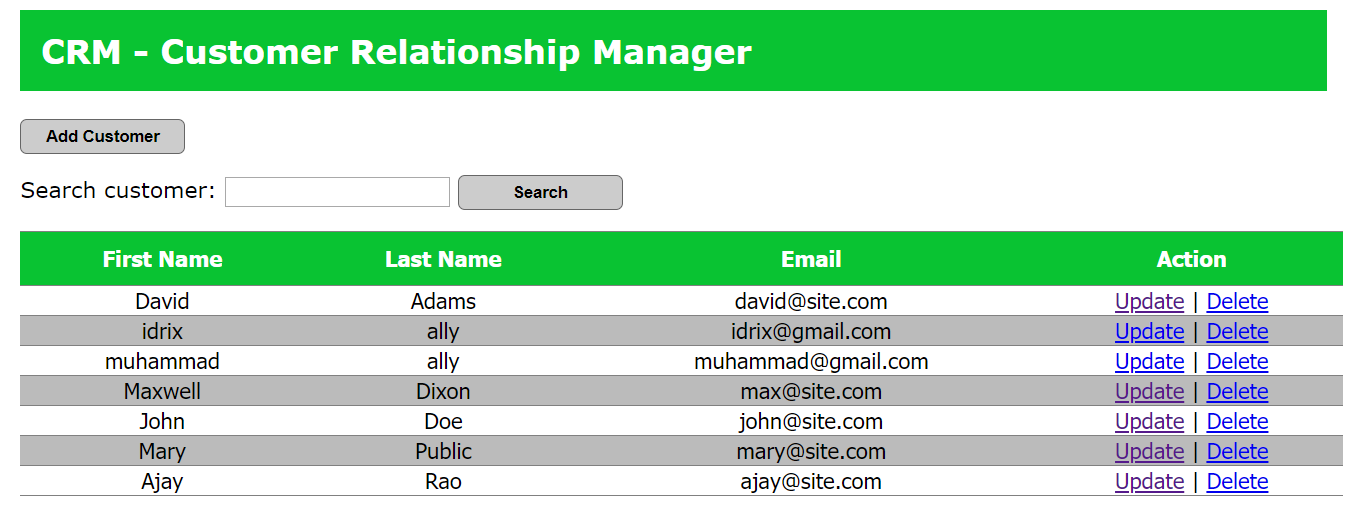 CRM - Customer Relationship Manager
Add Customer
Search customer: Search
First Name Last Name Email Action
David Adams david@site.com Update | Delete
idrix ally idrix@gmail.com Update | Delete
muhammad ally muhammad@gmail.com Update | Delete
Maxwell Dixon max@site.com Update | Delete
John Doe john@site.com Update | Delete
Mary Public mary@site.com Update | Delete
Ajay Rao ajay@site.com Update | Delete